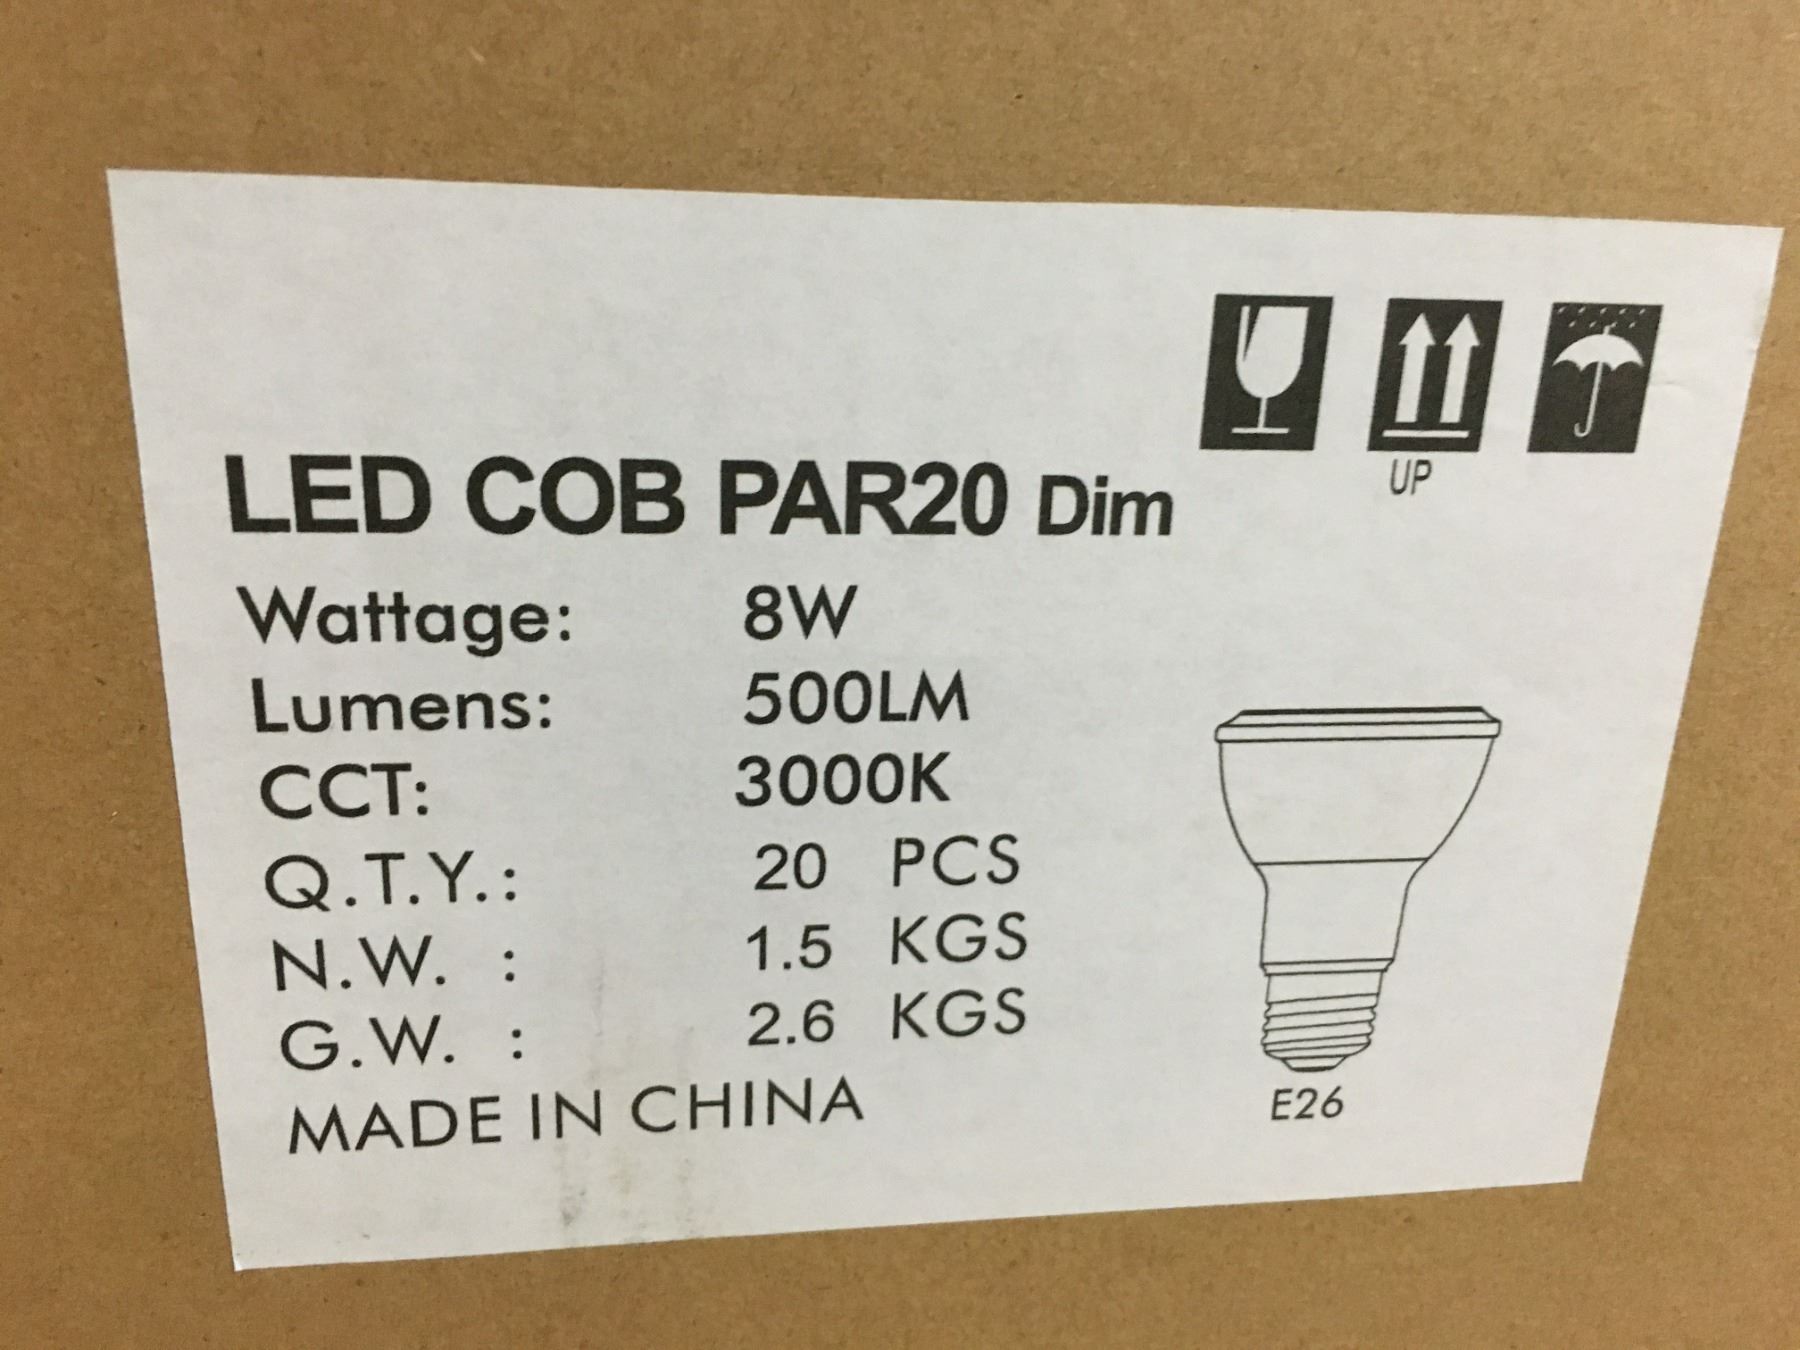 UP
LED COB PAR20 Dim
Wattage: 8W
Lumens: 500LM
CCT: 3000K
Q.T.Y.: 20 PCS
N.W. : 1.5 KGS
G.W. : 2.6 KGS
MADE IN CHINA
E26